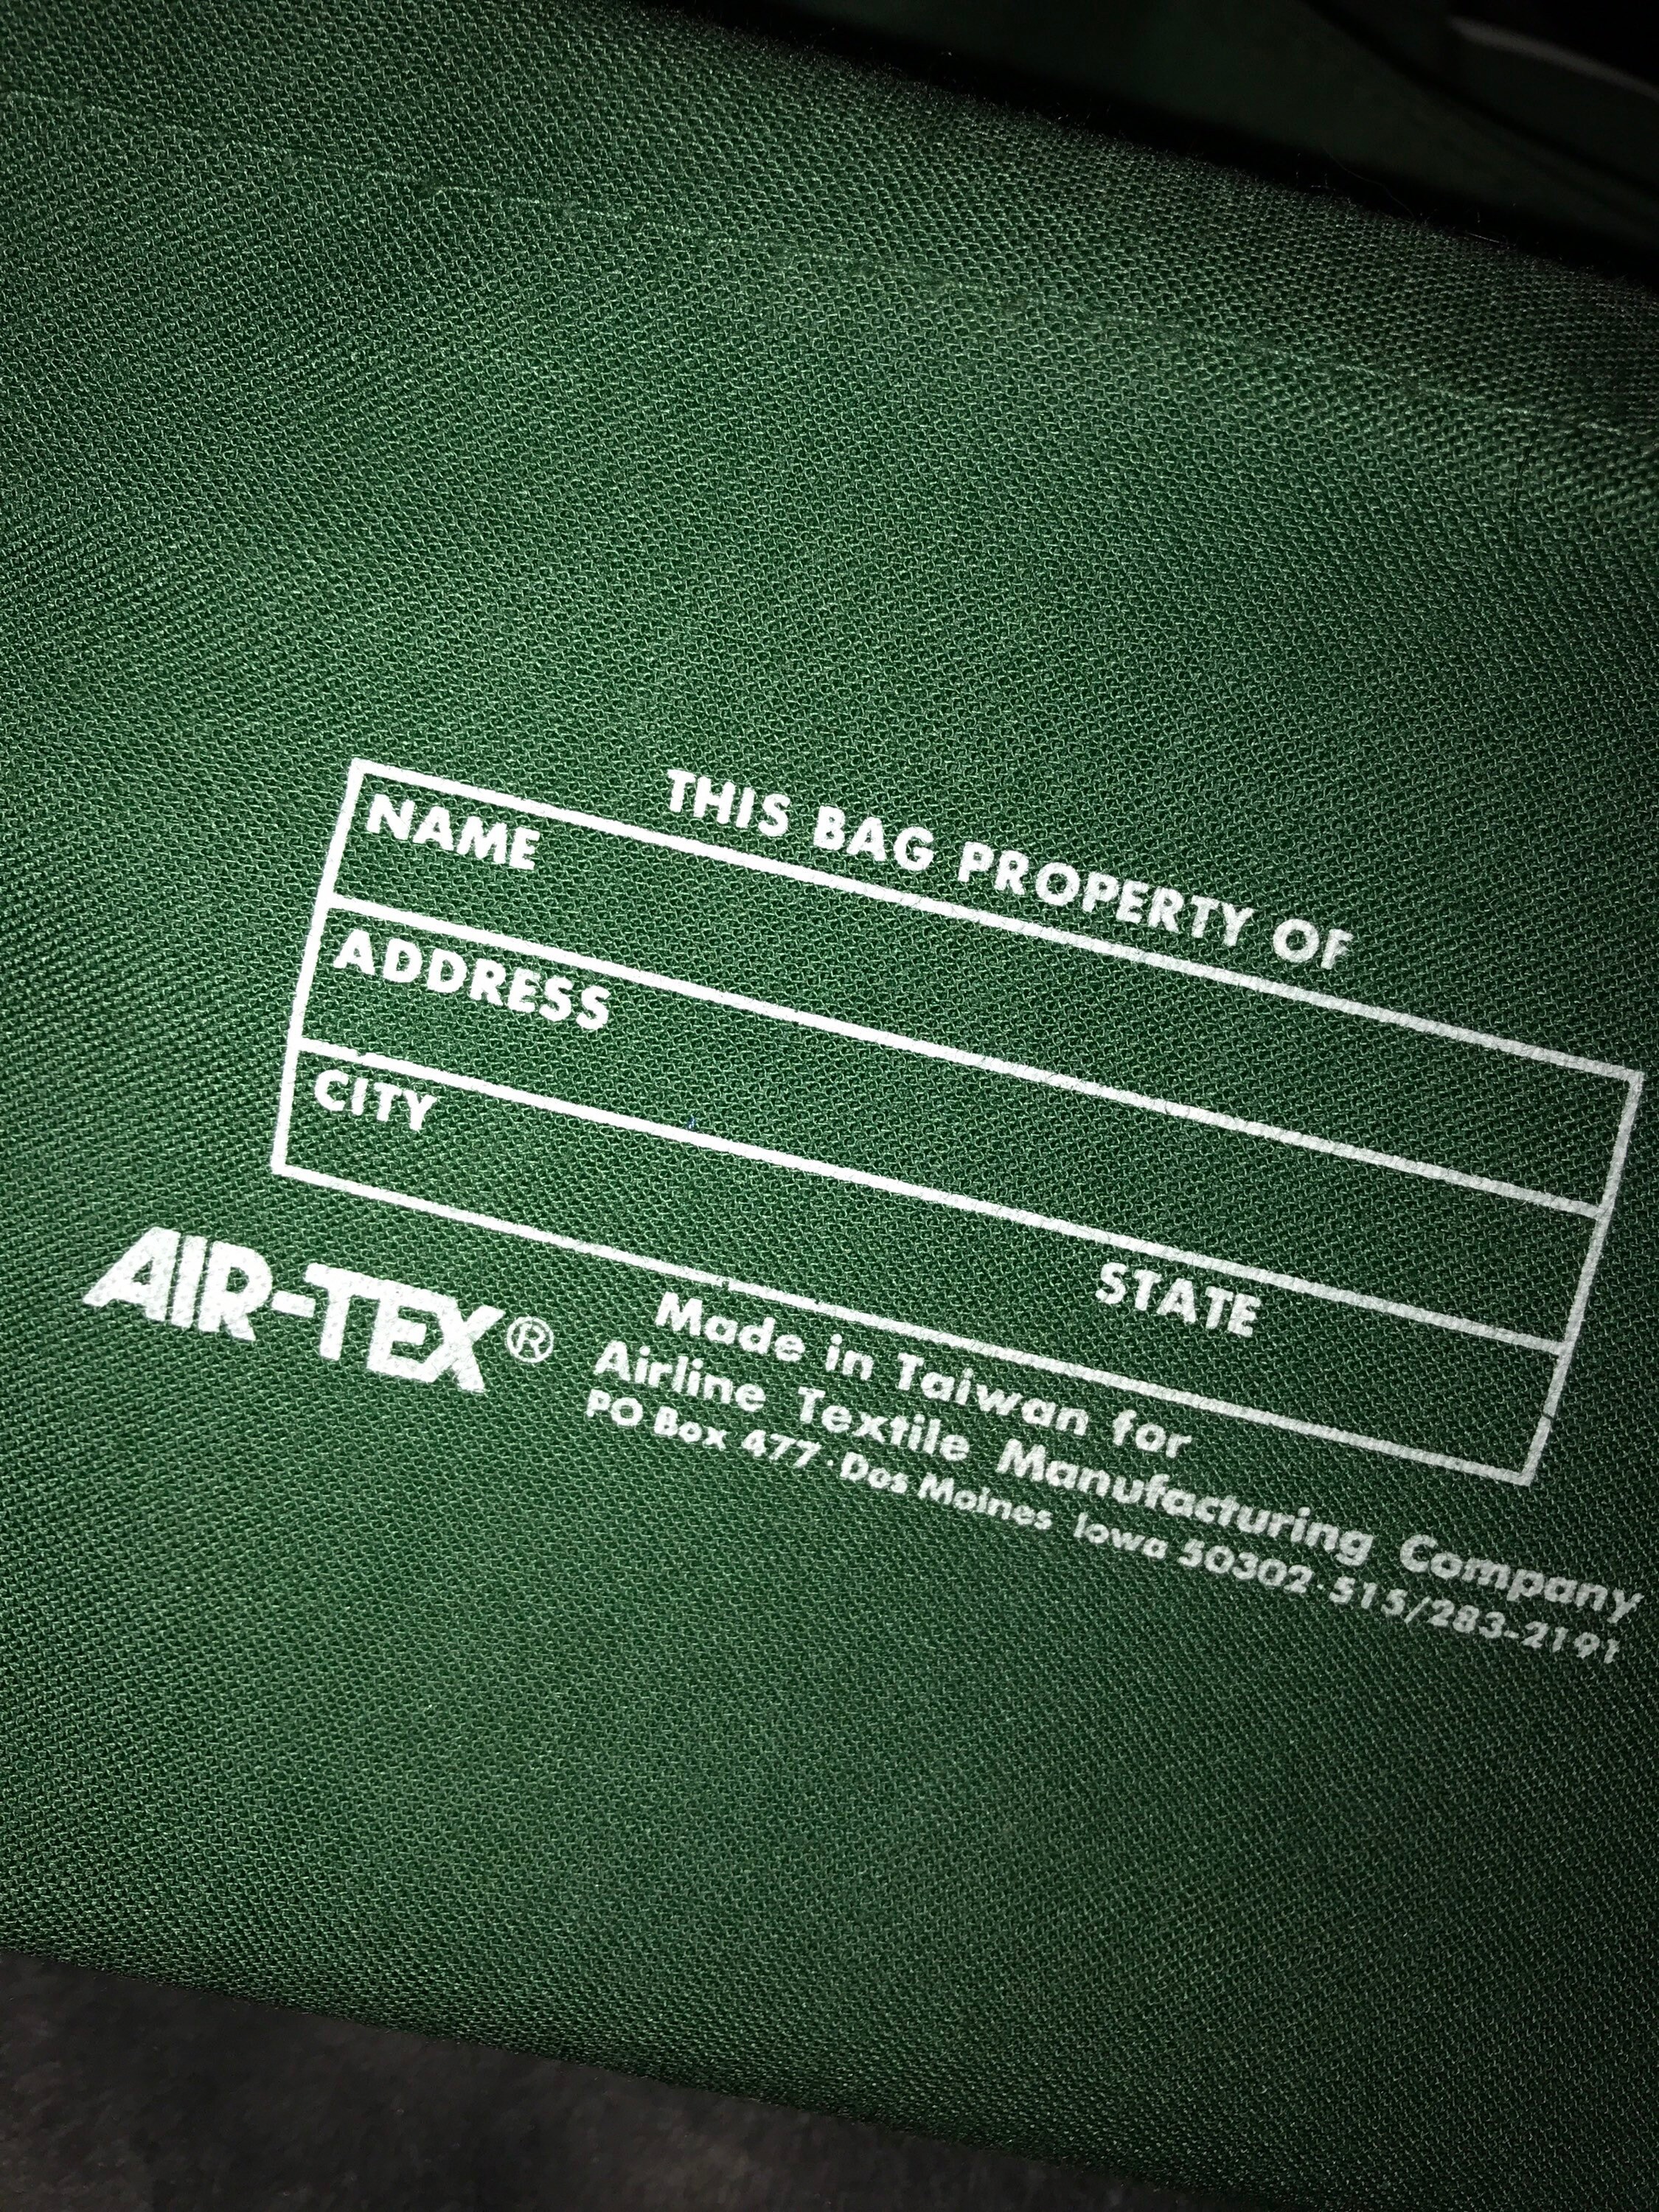 THIS BAG PROPERTY OF
NAME
ADDRESS
CITY STATE
AIR-TEX®
Made in Taiwan for
Airline Textile Manufacturing Company
PO Box 477 · Des Moines Iowa 50302 · 515/283-2191